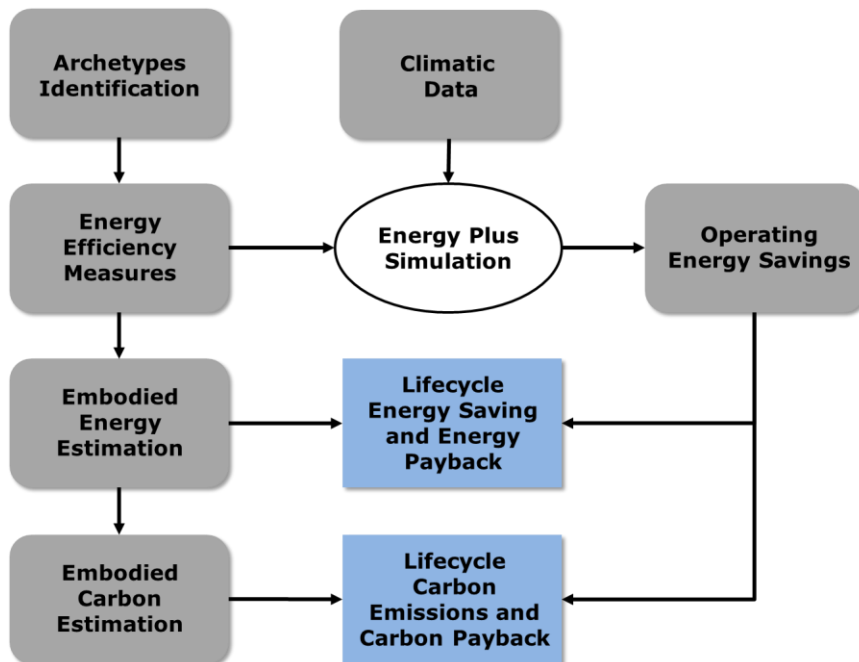 Archetypes
Identification
Climatic
Data
Energy
Efficiency
Measures
Energy Plus
Simulation
Operating
Energy Savings
Embodied
Energy
Estimation
Lifecycle
Energy Saving
and Energy
Payback
Embodied
Carbon
Estimation
Lifecycle
Carbon
Emissions and
Carbon Payback